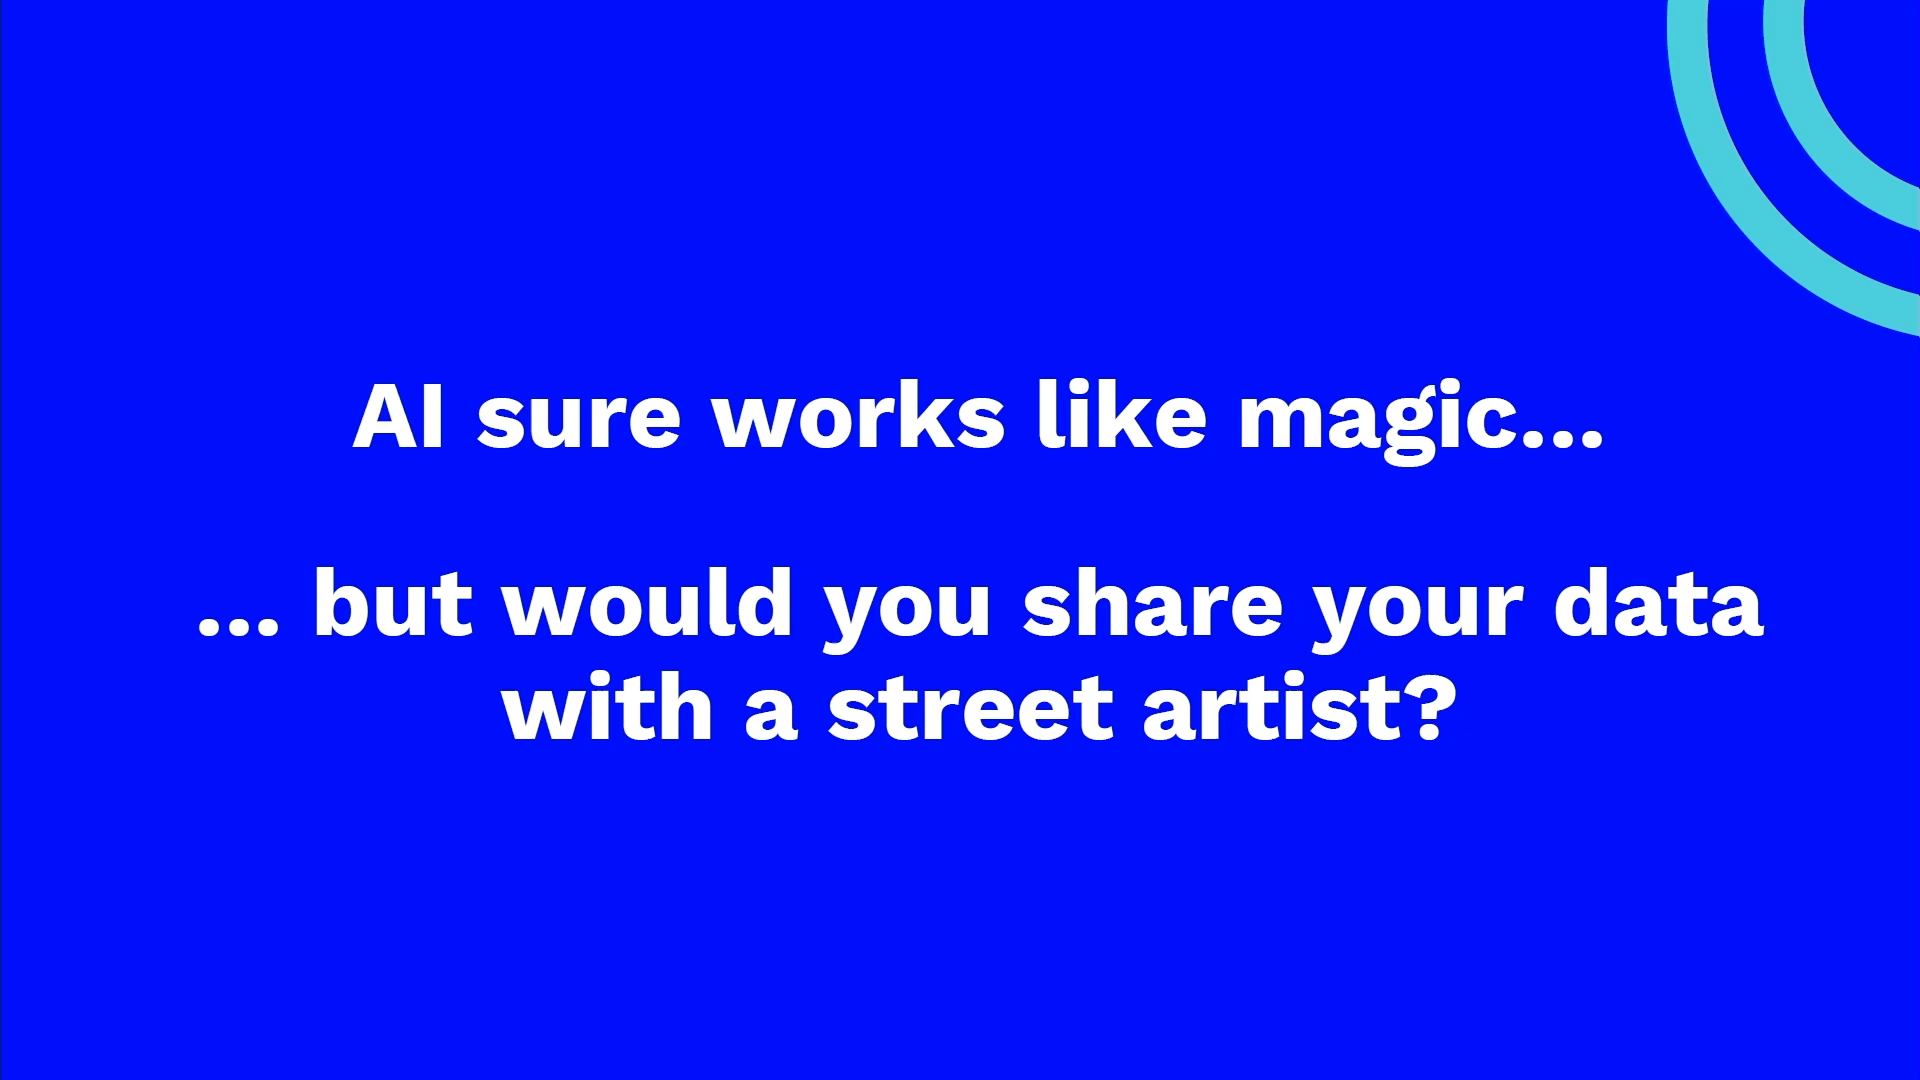 AI sure works like magic...
... but would you share your data
with a street artist?